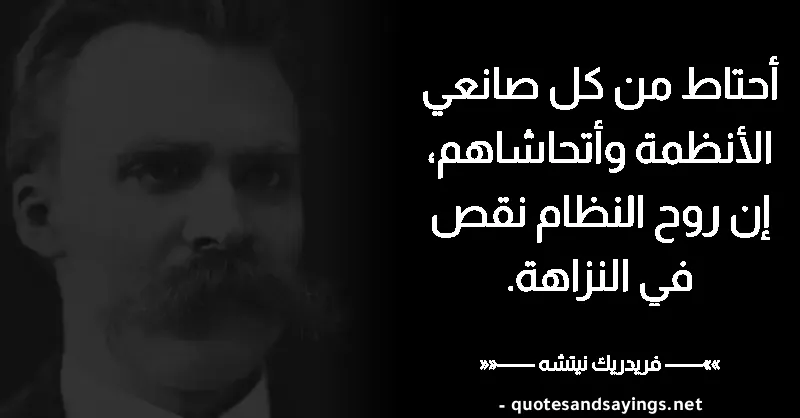 أحتاط من كل صانعي
الأنظمة وأتحاشاهم،
إن روح النظام نقص
في النزاهة.
»»—— فريدريك نيتشه ——««
- quotesandsayings.net